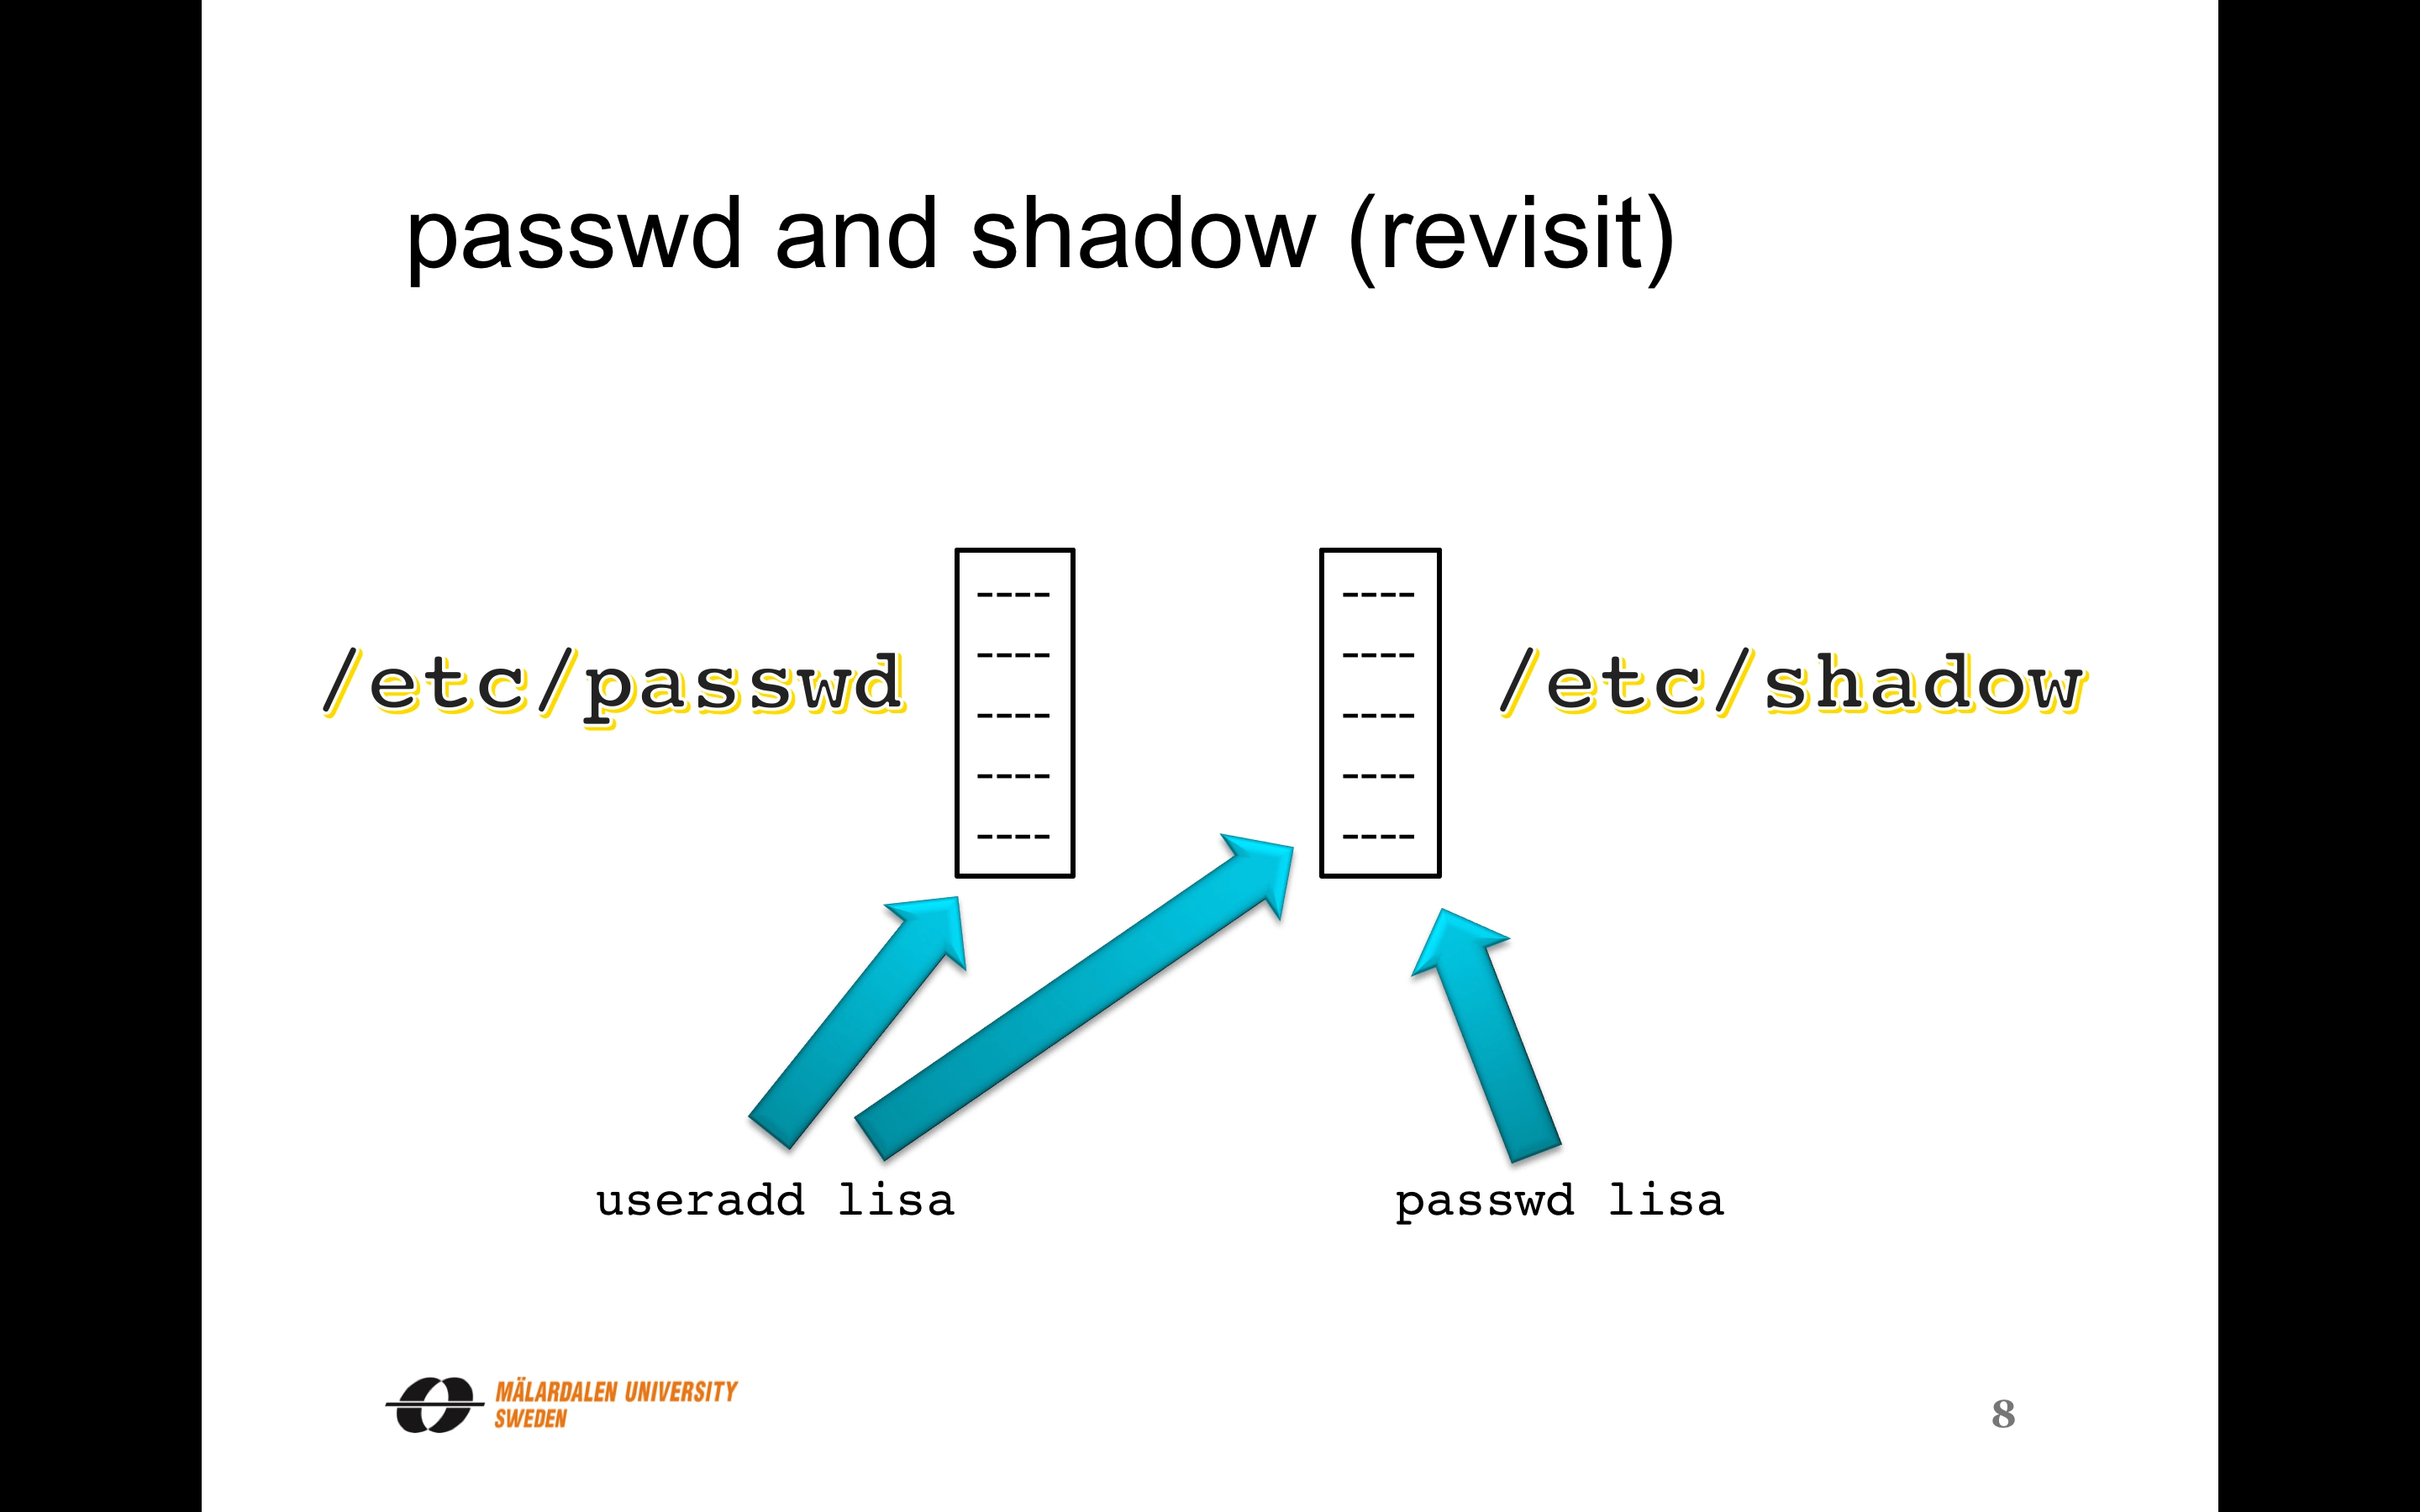 passwd and shadow (revisit)
/etc/passwd
----
----
----
----
----
----
----
----
----
----
/etc/shadow
useradd lisa
passwd lisa
MÄLARDALEN UNIVERSITY
SWEDEN
8